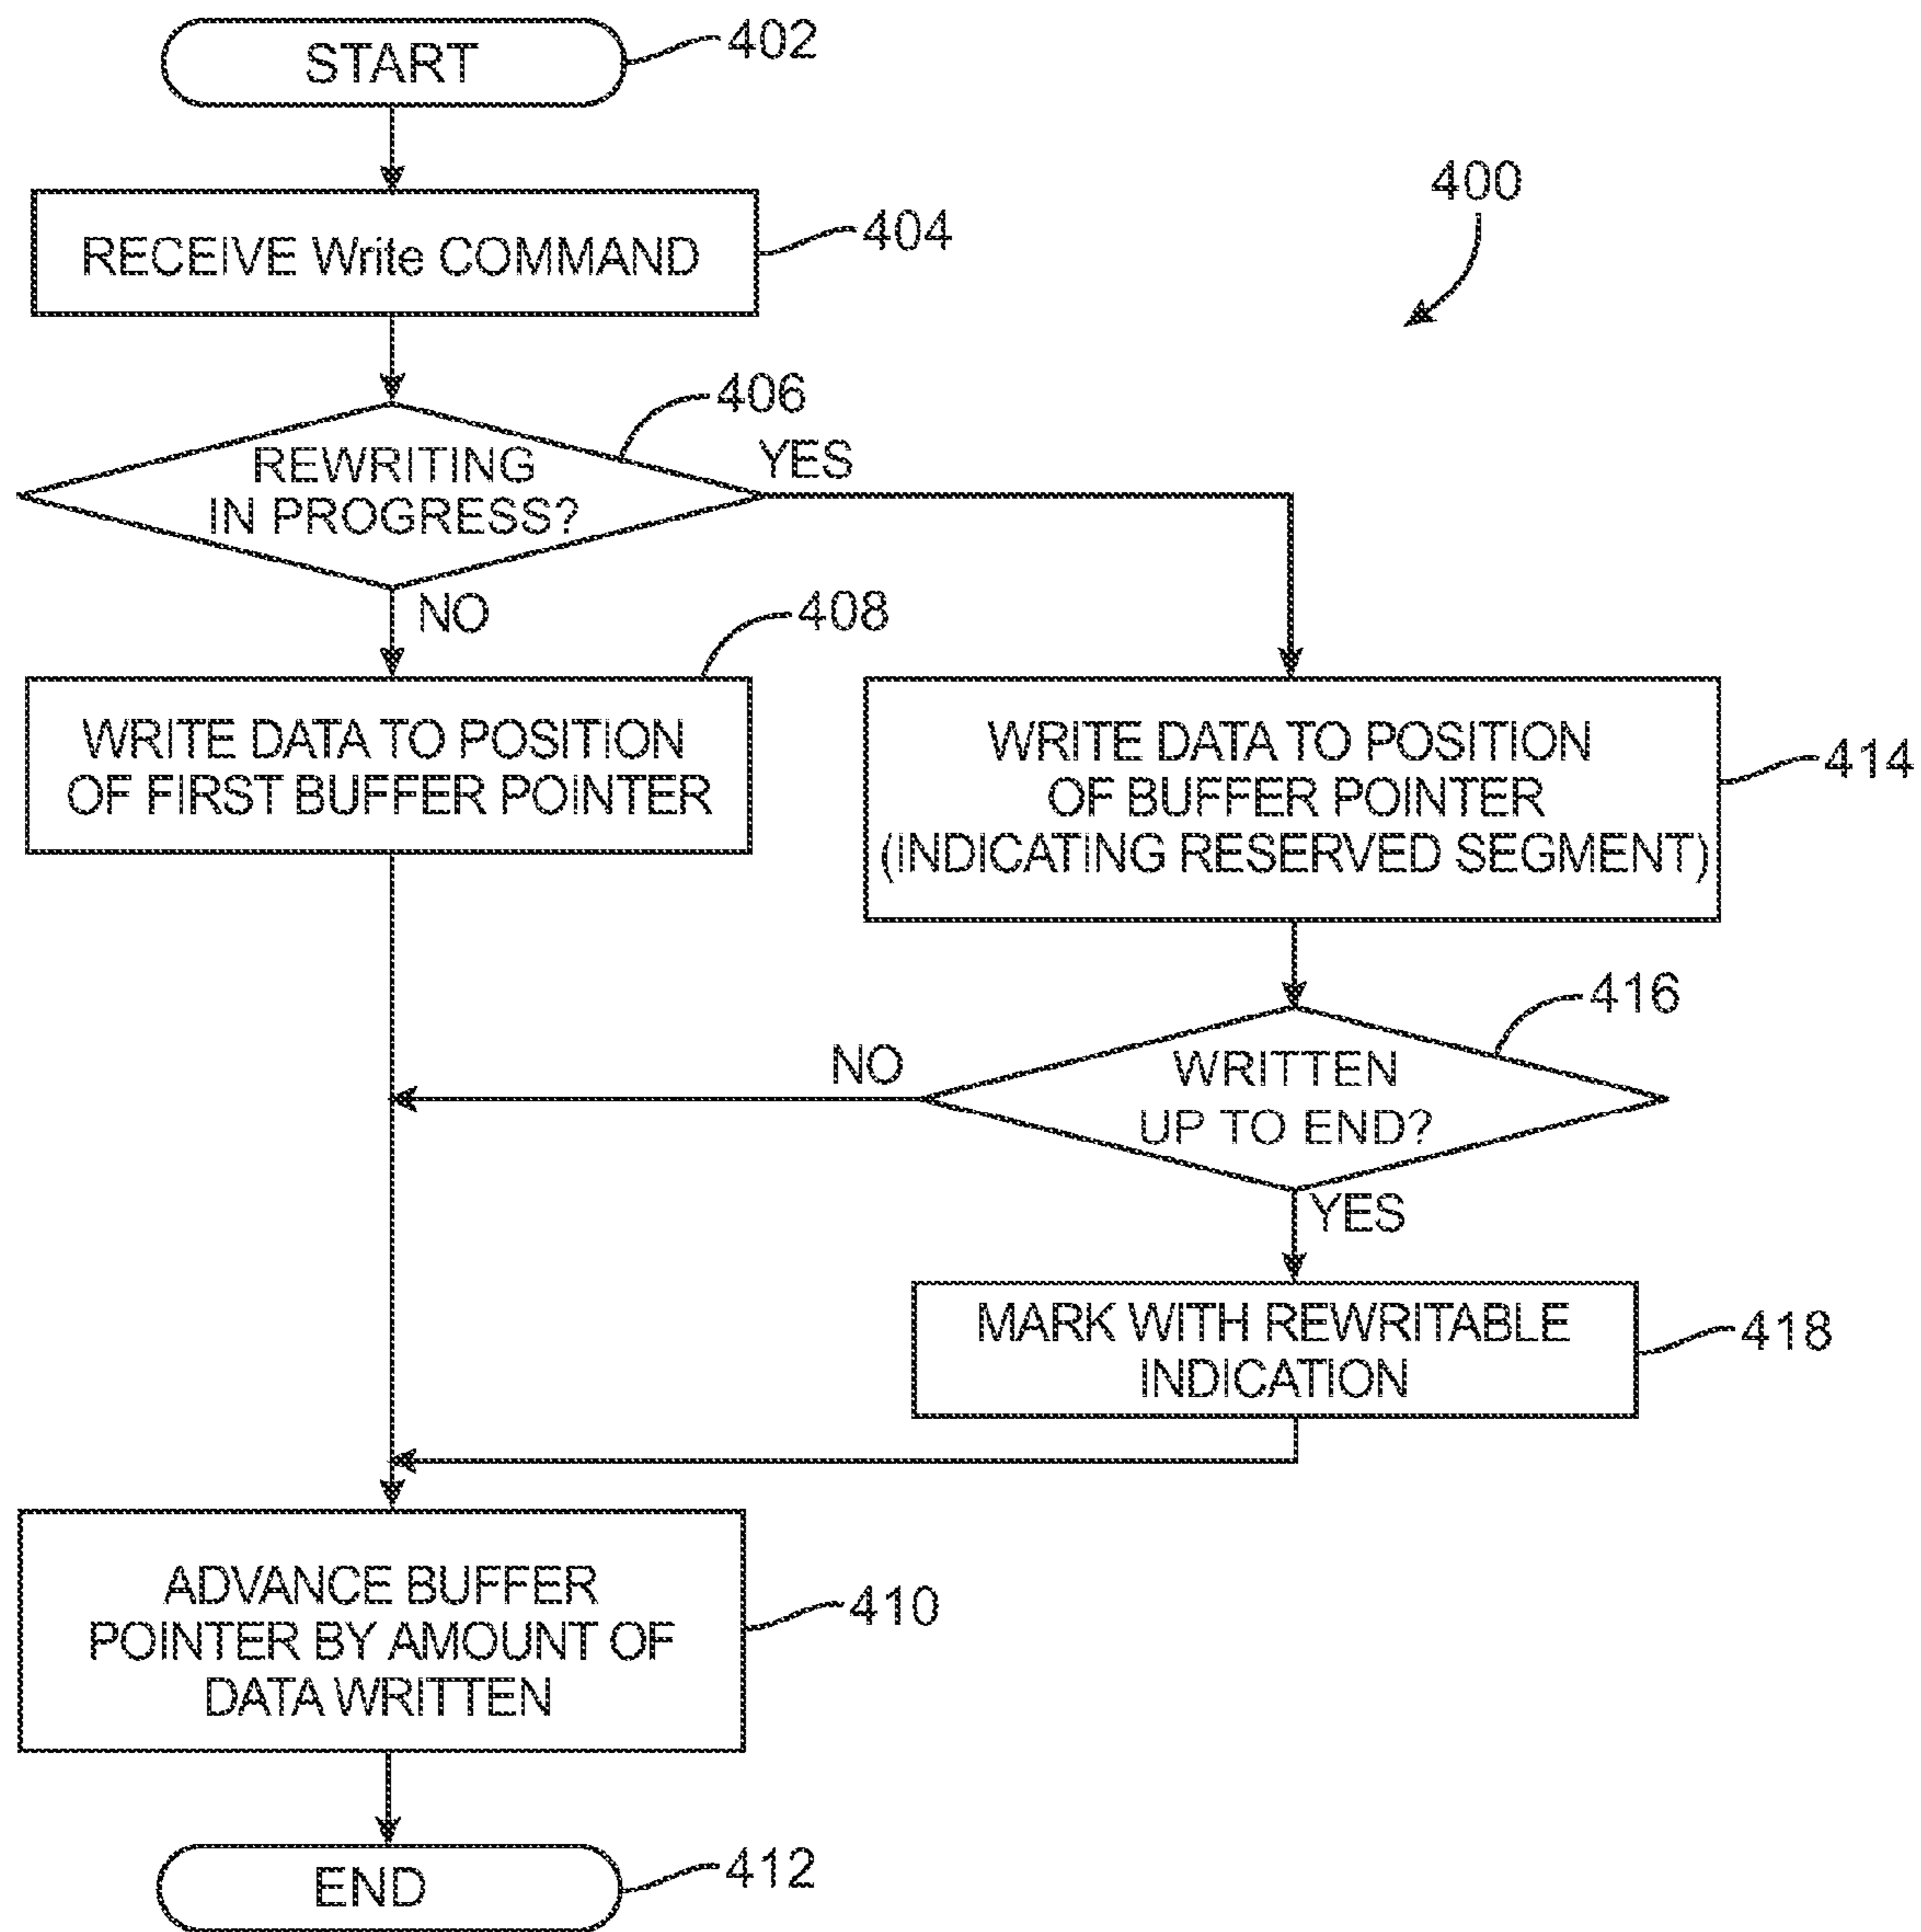 START
402
400
RECEIVE Write COMMAND
404
406
REWRITING
IN PROGRESS?
YES
NO
408
WRITE DATA TO POSITION
OF FIRST BUFFER POINTER
WRITE DATA TO POSITION
OF BUFFER POINTER
(INDICATING RESERVED SEGMENT)
414
416
NO
WRITTEN
UP TO END?
YES
MARK WITH REWRITABLE
INDICATION
418
ADVANCE BUFFER
POINTER BY AMOUNT OF
DATA WRITTEN
410
END
412